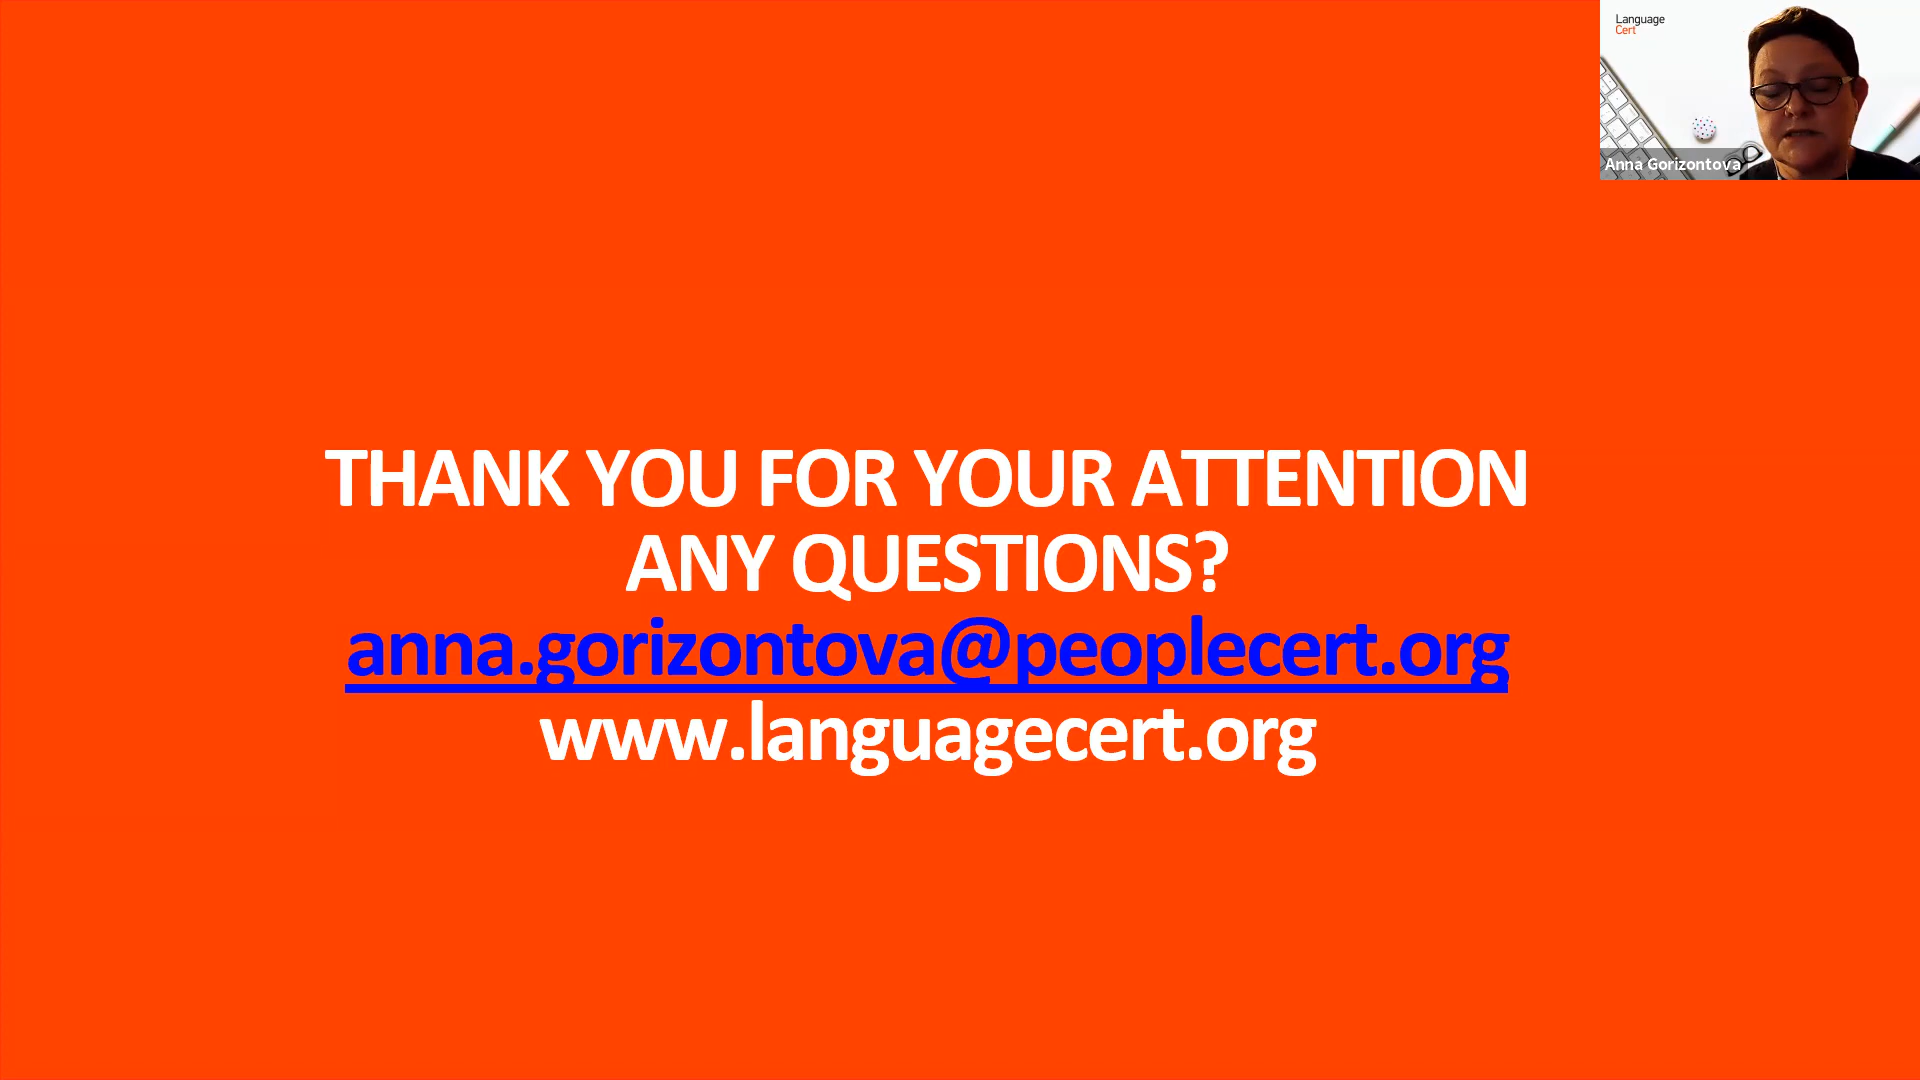 Language
Cert
Anna Gorizontova
THANK YOU FOR YOUR ATTENTION
ANY QUESTIONS?
anna.gorizontova@peoplecert.org
www.languagecert.org